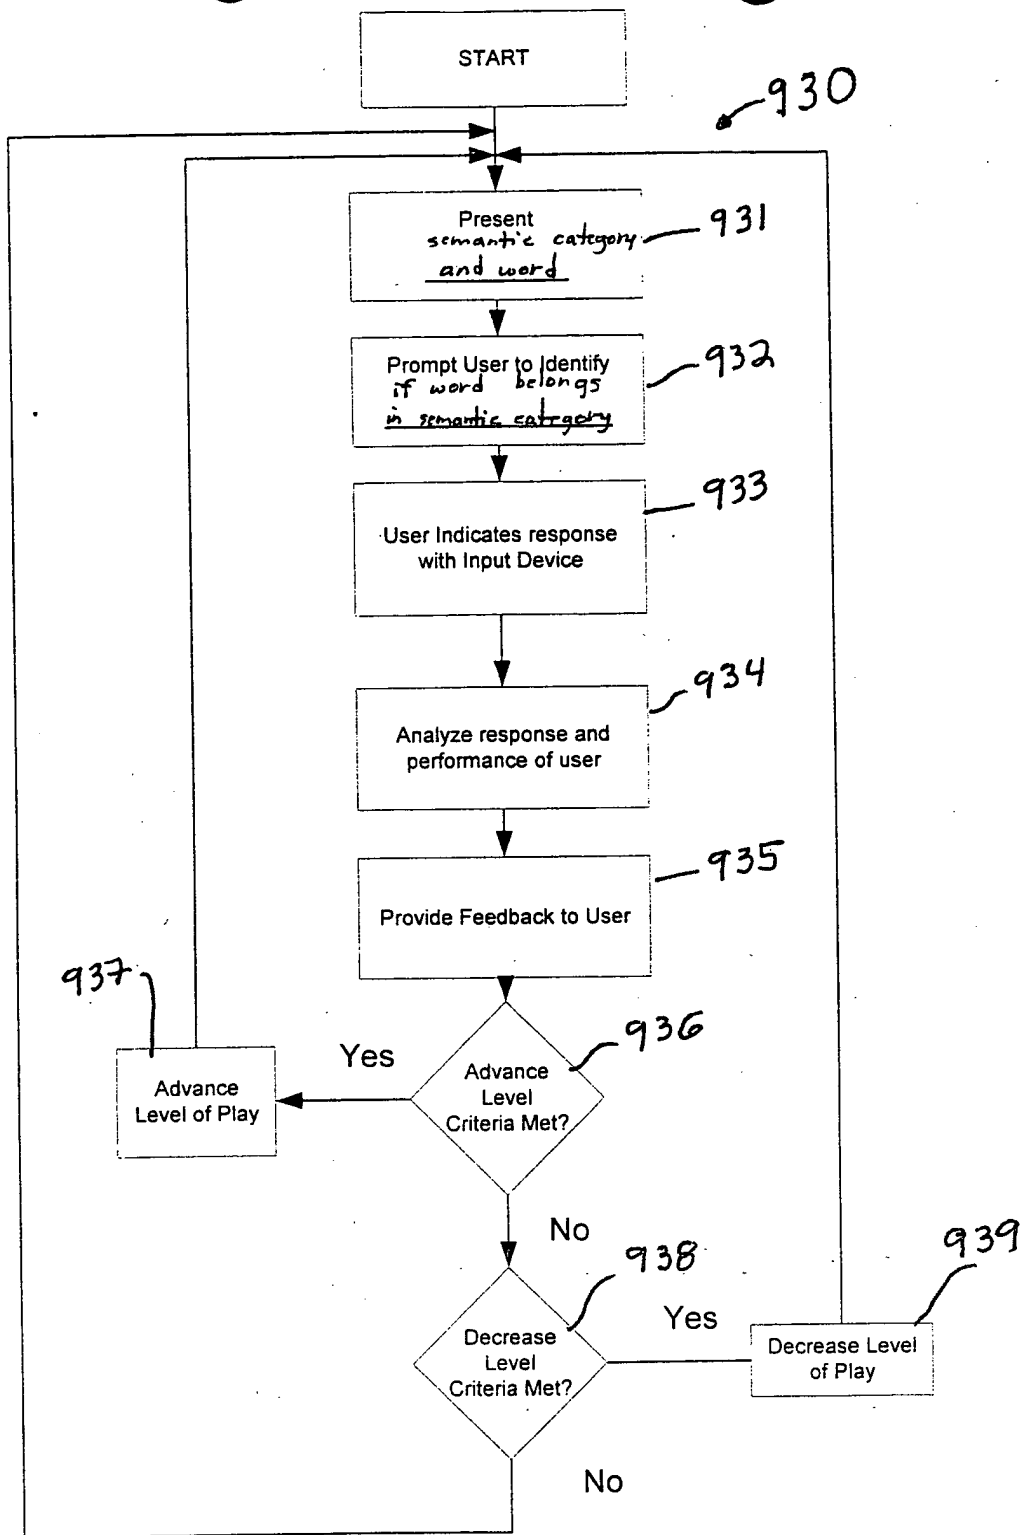 START
930
Present
semantic category
and word
931
Prompt User to Identify
if word belongs
in semantic category
932
User Indicates response
with Input Device
933
Analyze response and
performance of user
934
Provide Feedback to User
935
937
Advance
Level of Play
Yes
Advance
Level
Criteria Met?
936
No
Decrease
Level
Criteria Met?
938
Yes
Decrease Level
of Play
939
No